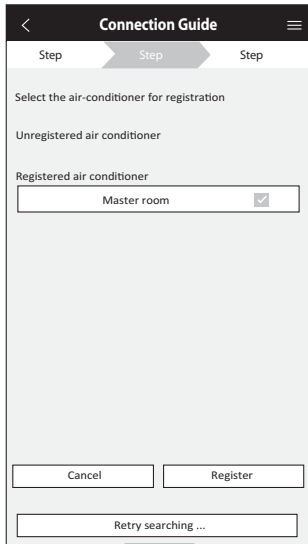 Connection Guide
Step Step Step
Select the air-conditioner for registration
Unregistered air conditioner
Registered air conditioner
Master room
Cancel Register
Retry searching ...